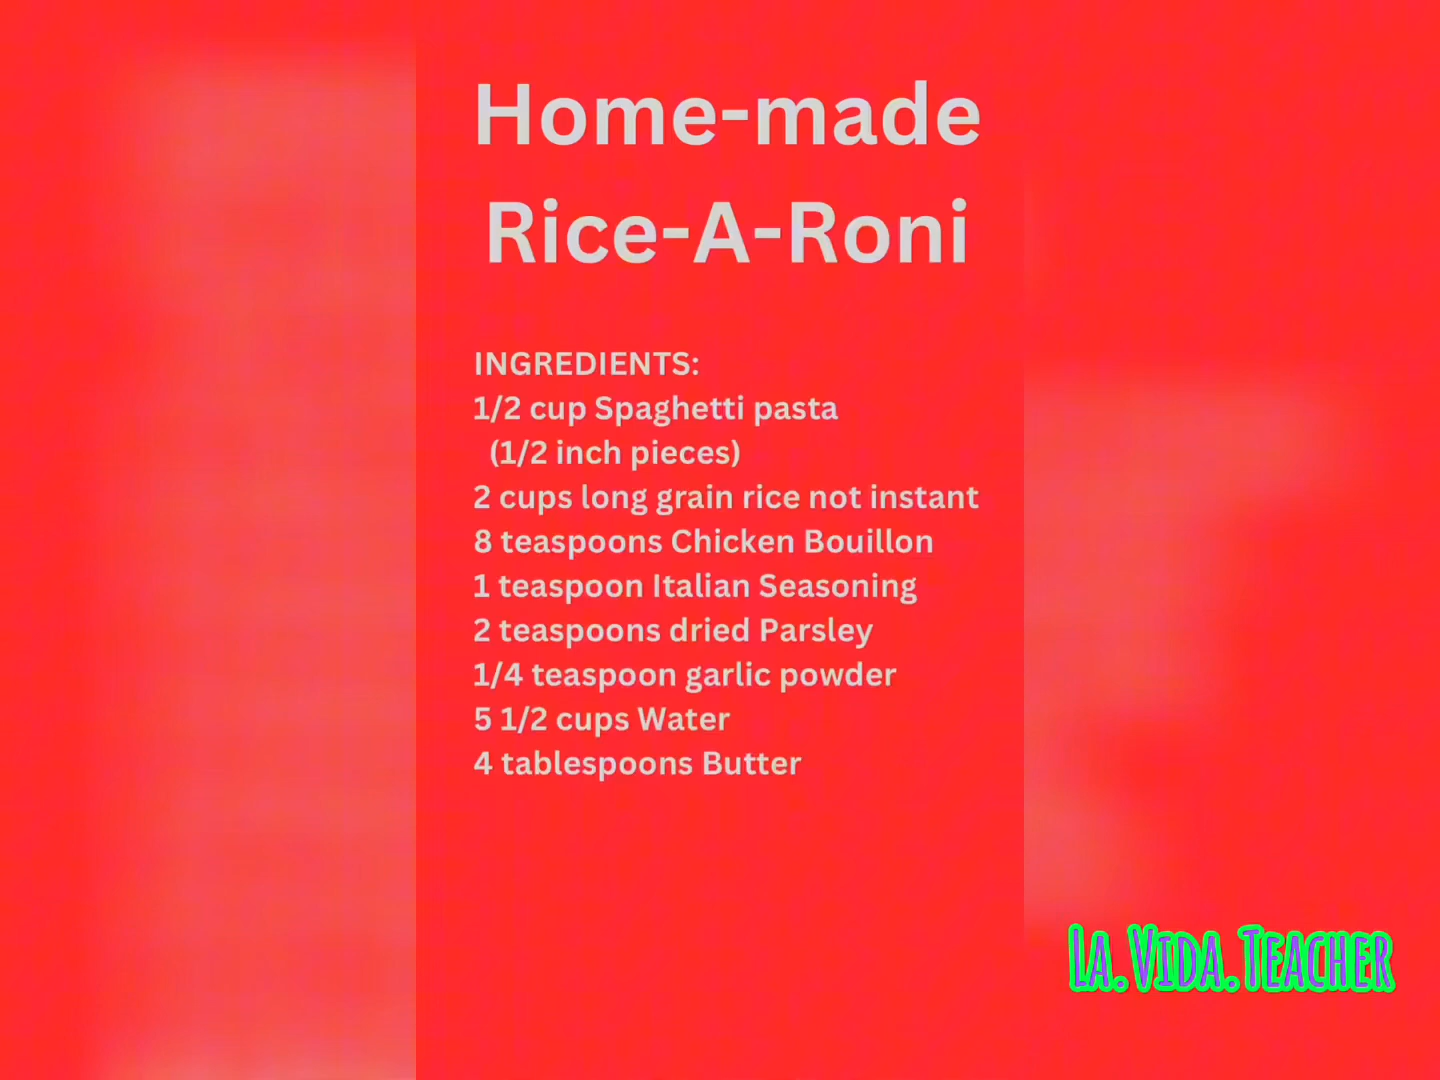 Home-made
Rice-A-Roni
INGREDIENTS:
1/2 cup Spaghetti pasta
(1/2 inch pieces)
2 cups long grain rice not instant
8 teaspoons Chicken Bouillon
1 teaspoon Italian Seasoning
2 teaspoons dried Parsley
1/4 teaspoon garlic powder
5 1/2 cups Water
4 tablespoons Butter
La.Vida.Teacher